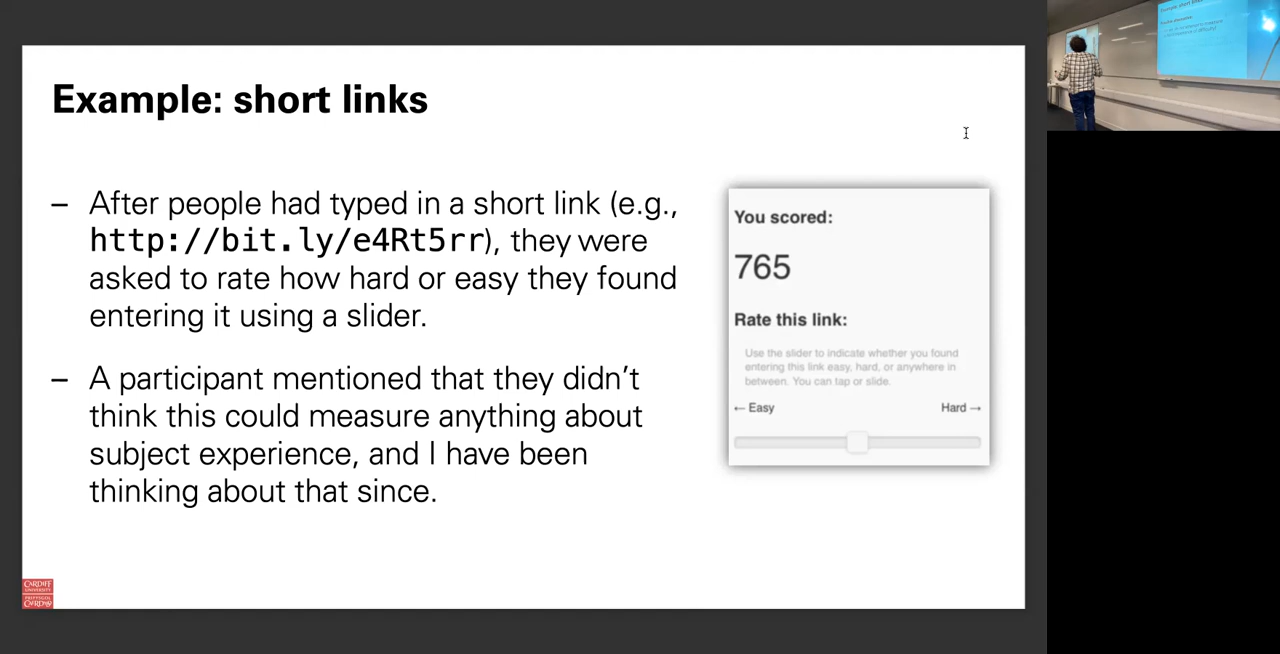 Example: short links
– After people had typed in a short link (e.g.,
http://bit.ly/e4Rt5rr), they were
asked to rate how hard or easy they found
entering it using a slider.
– A participant mentioned that they didn't
think this could measure anything about
subject experience, and I have been
thinking about that since.
You scored:
765
Rate this link:
Use the slider to indicate whether you found
entering this link easy, hard, or anywhere in
between. You can tap or slide.
← Easy
Hard →
CARDIFF
UNIVERSITY
PRIFYSGOL
CAERDYDD
Example: short links